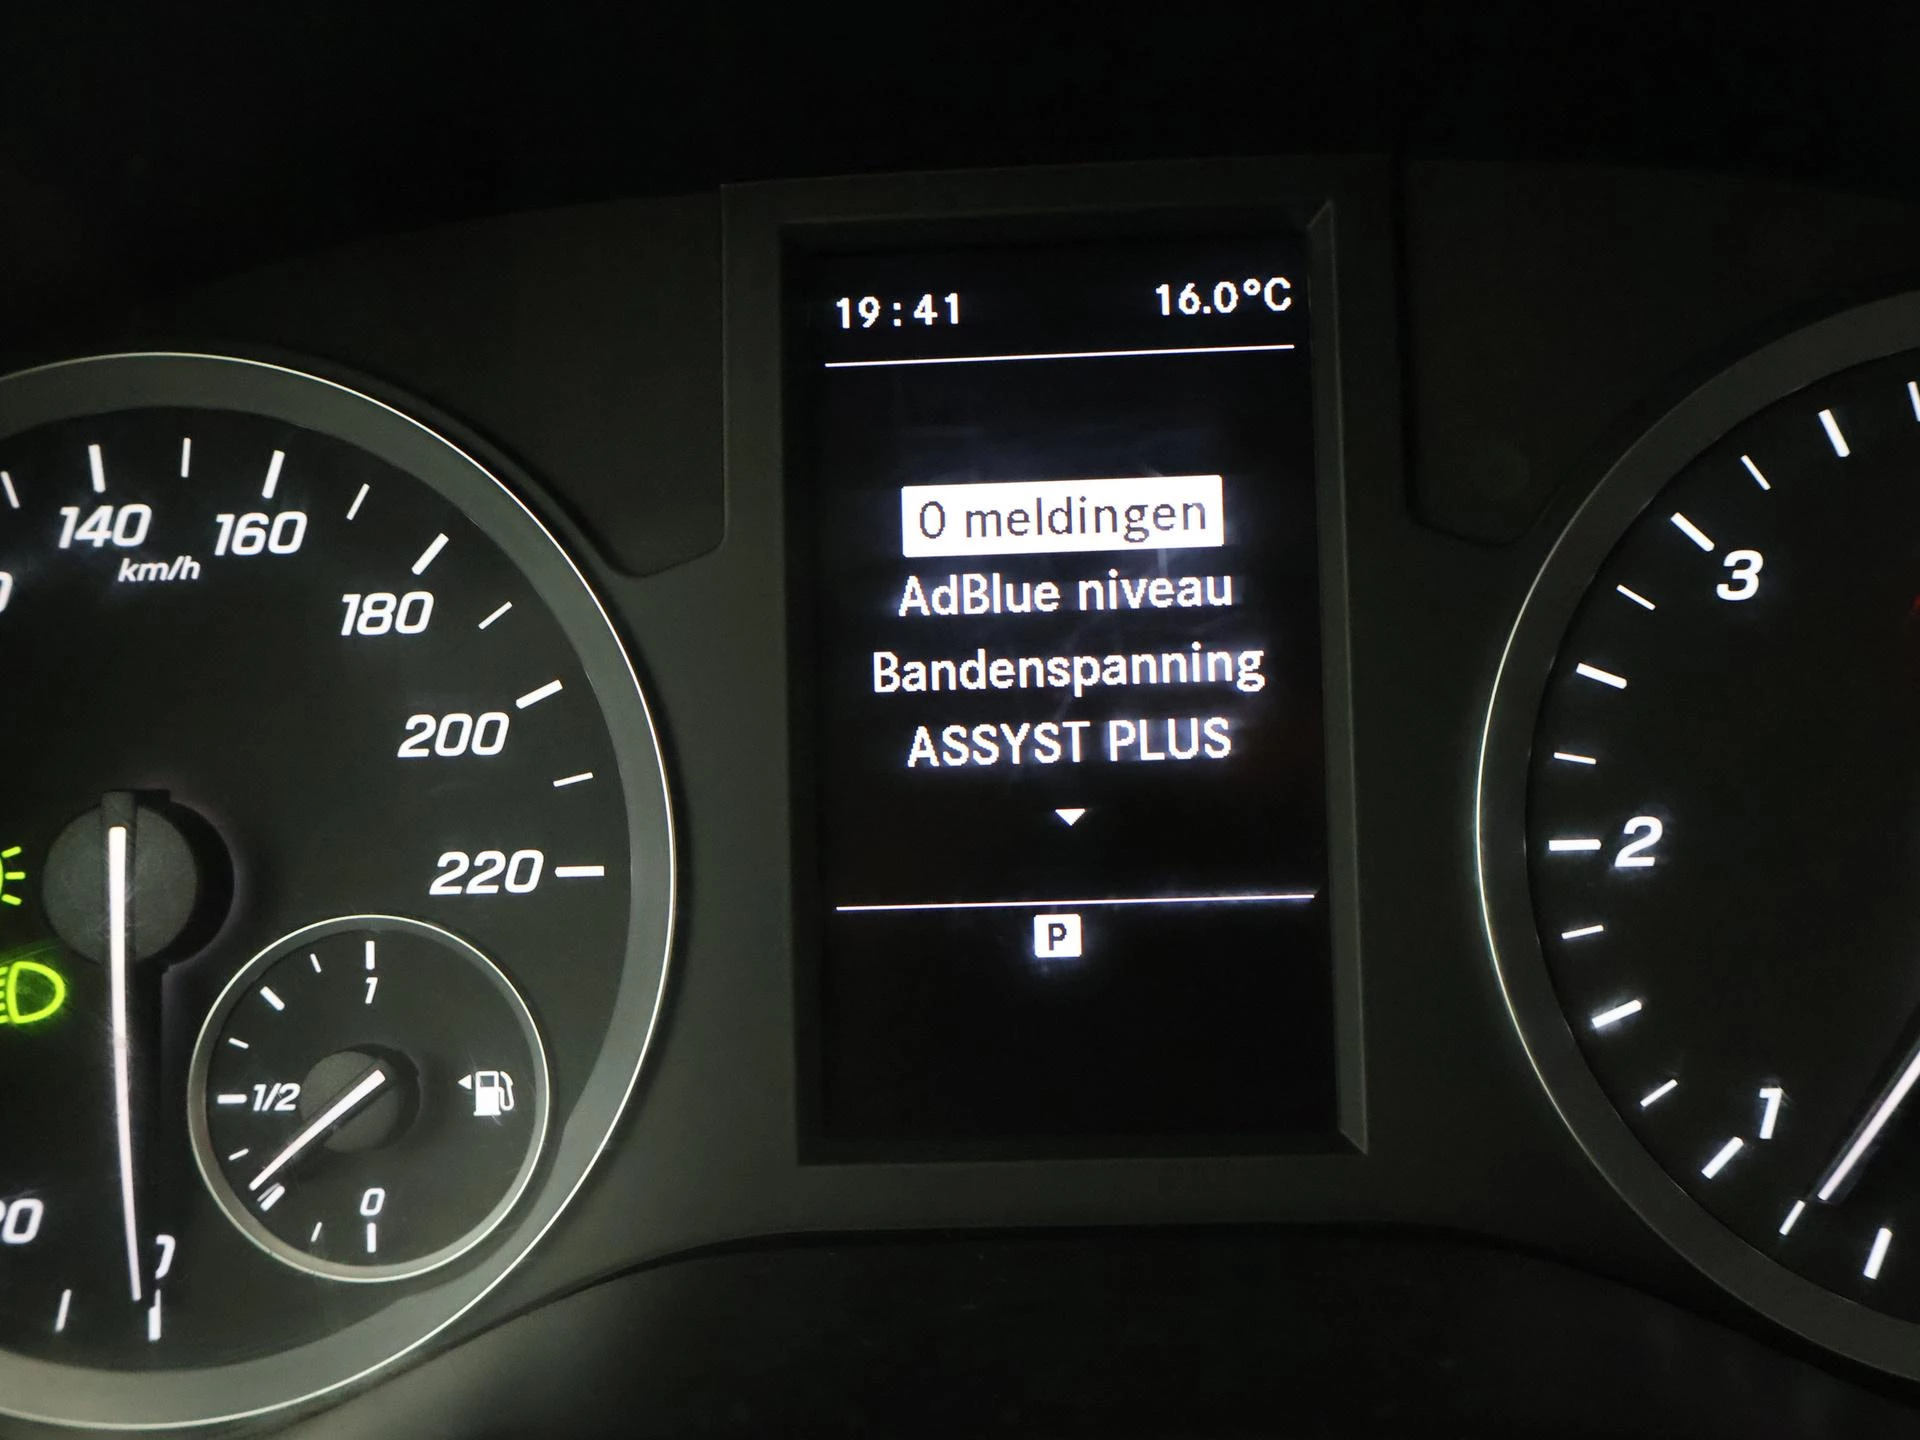 19:41 16.0°C
0 meldingen
AdBlue niveau
Bandenspanning
ASSYST PLUS
P
140 160
km/h
180
200
220
1
1/2
0
3
2
1